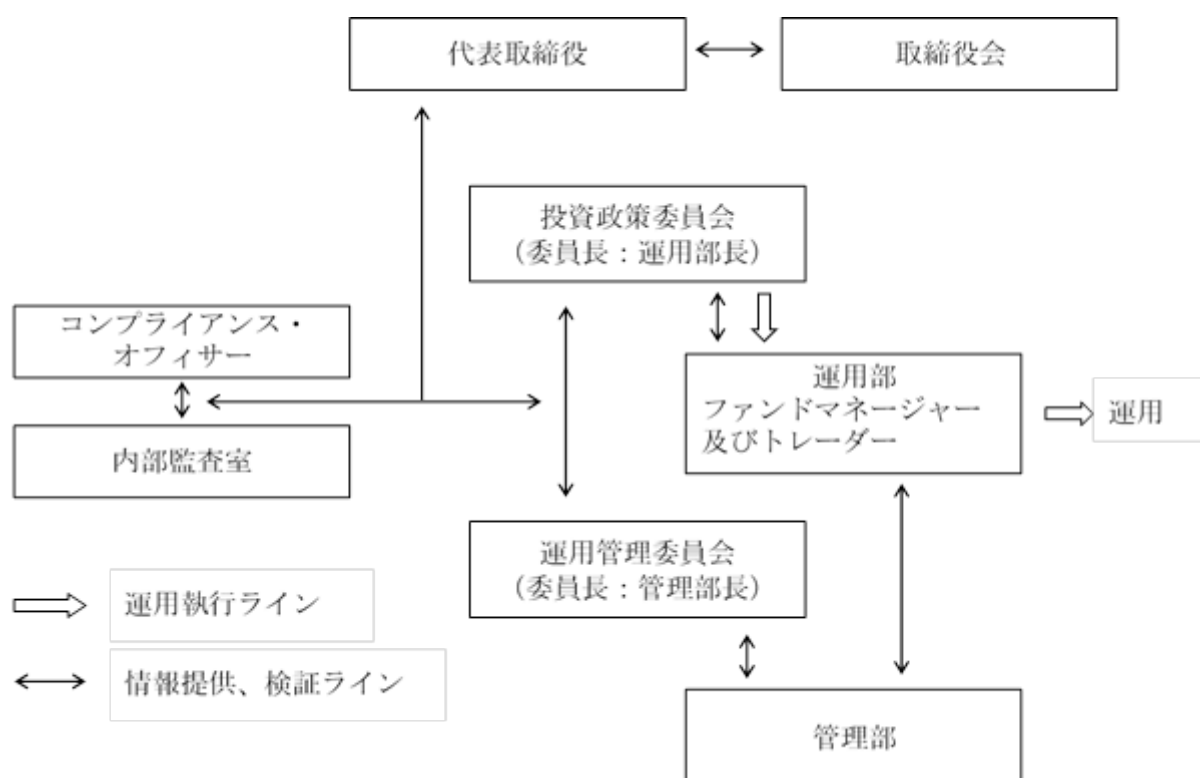 代表取締役
取締役会
投資政策委員会
（委員長：運用部長）
コンプライアンス・
オフィサー
内部監査室
運用部
ファンドマネージャー
及びトレーダー
運用
運用管理委員会
（委員長：管理部長）
管理部
運用執行ライン
情報提供、検証ライン